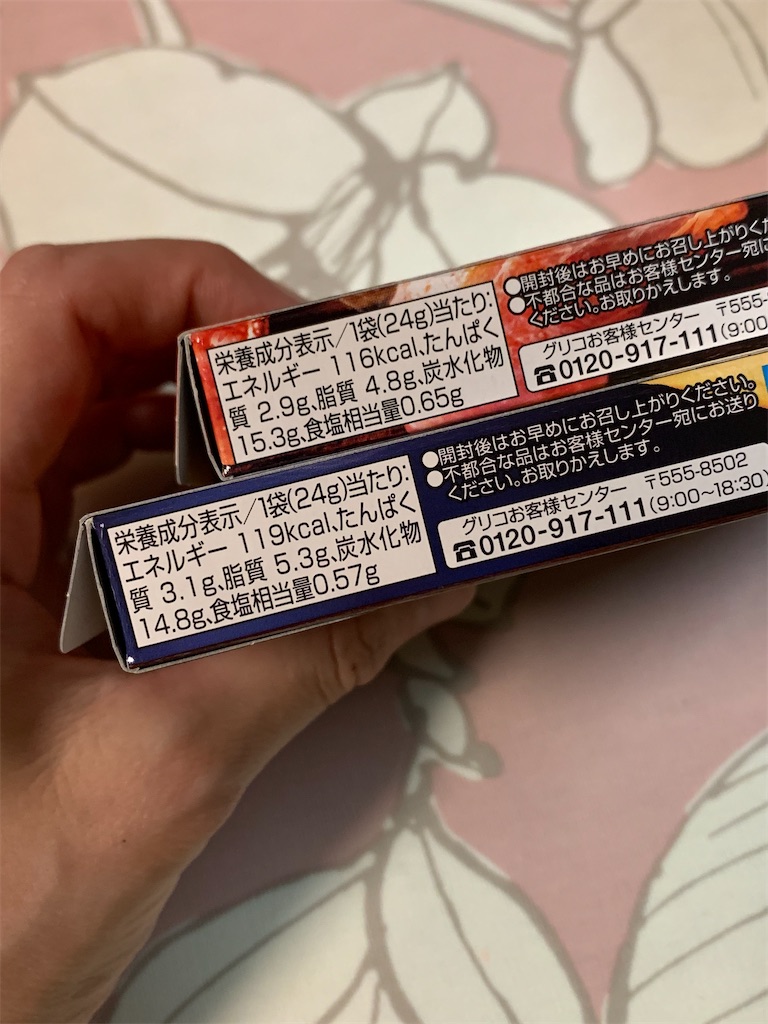 栄養成分表示/1袋(24g)当たり:
エネルギー 116kcal、たんぱく
質 2.9g、脂質 4.8g、炭水化物
15.3g、食塩相当量0.65g
●開封後はお早めにお召し上がりくだ
●不都合な品はお客様センター宛に
ください。お取りかえします。
グリコお客様センター 〒555-
☎0120-917-111(9:00
栄養成分表示/1袋(24g)当たり:
エネルギー 119kcal、たんぱく
質 3.1g、脂質 5.3g、炭水化物
14.8g、食塩相当量0.57g
●開封後はお早めにお召し上がりください。
●不都合な品はお客様センター宛にお送り
ください。お取りかえします。
グリコお客様センター 〒555-8502
☎0120-917-111(9:00~18:30)